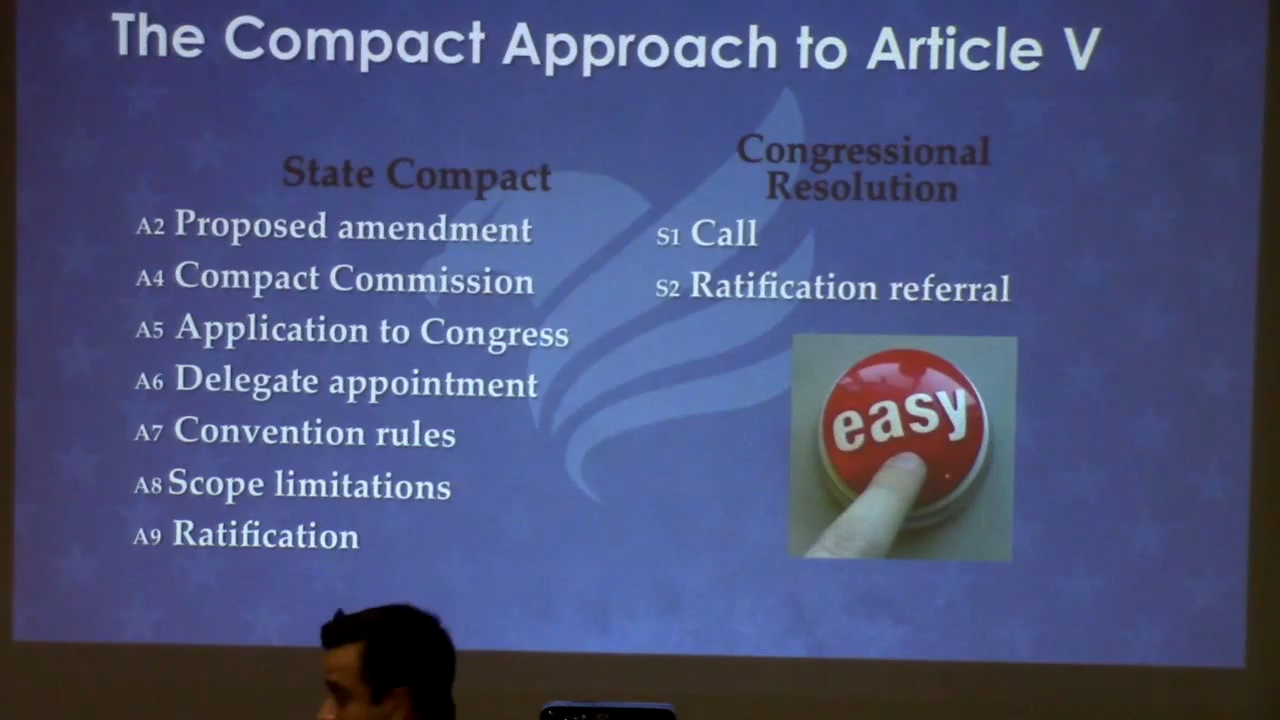 The Compact Approach to Article V
State Compact
A2 Proposed amendment
A4 Compact Commission
A5 Application to Congress
A6 Delegate appointment
A7 Convention rules
A8 Scope limitations
A9 Ratification
Congressional
Resolution
S1 Call
S2 Ratification referral
easy